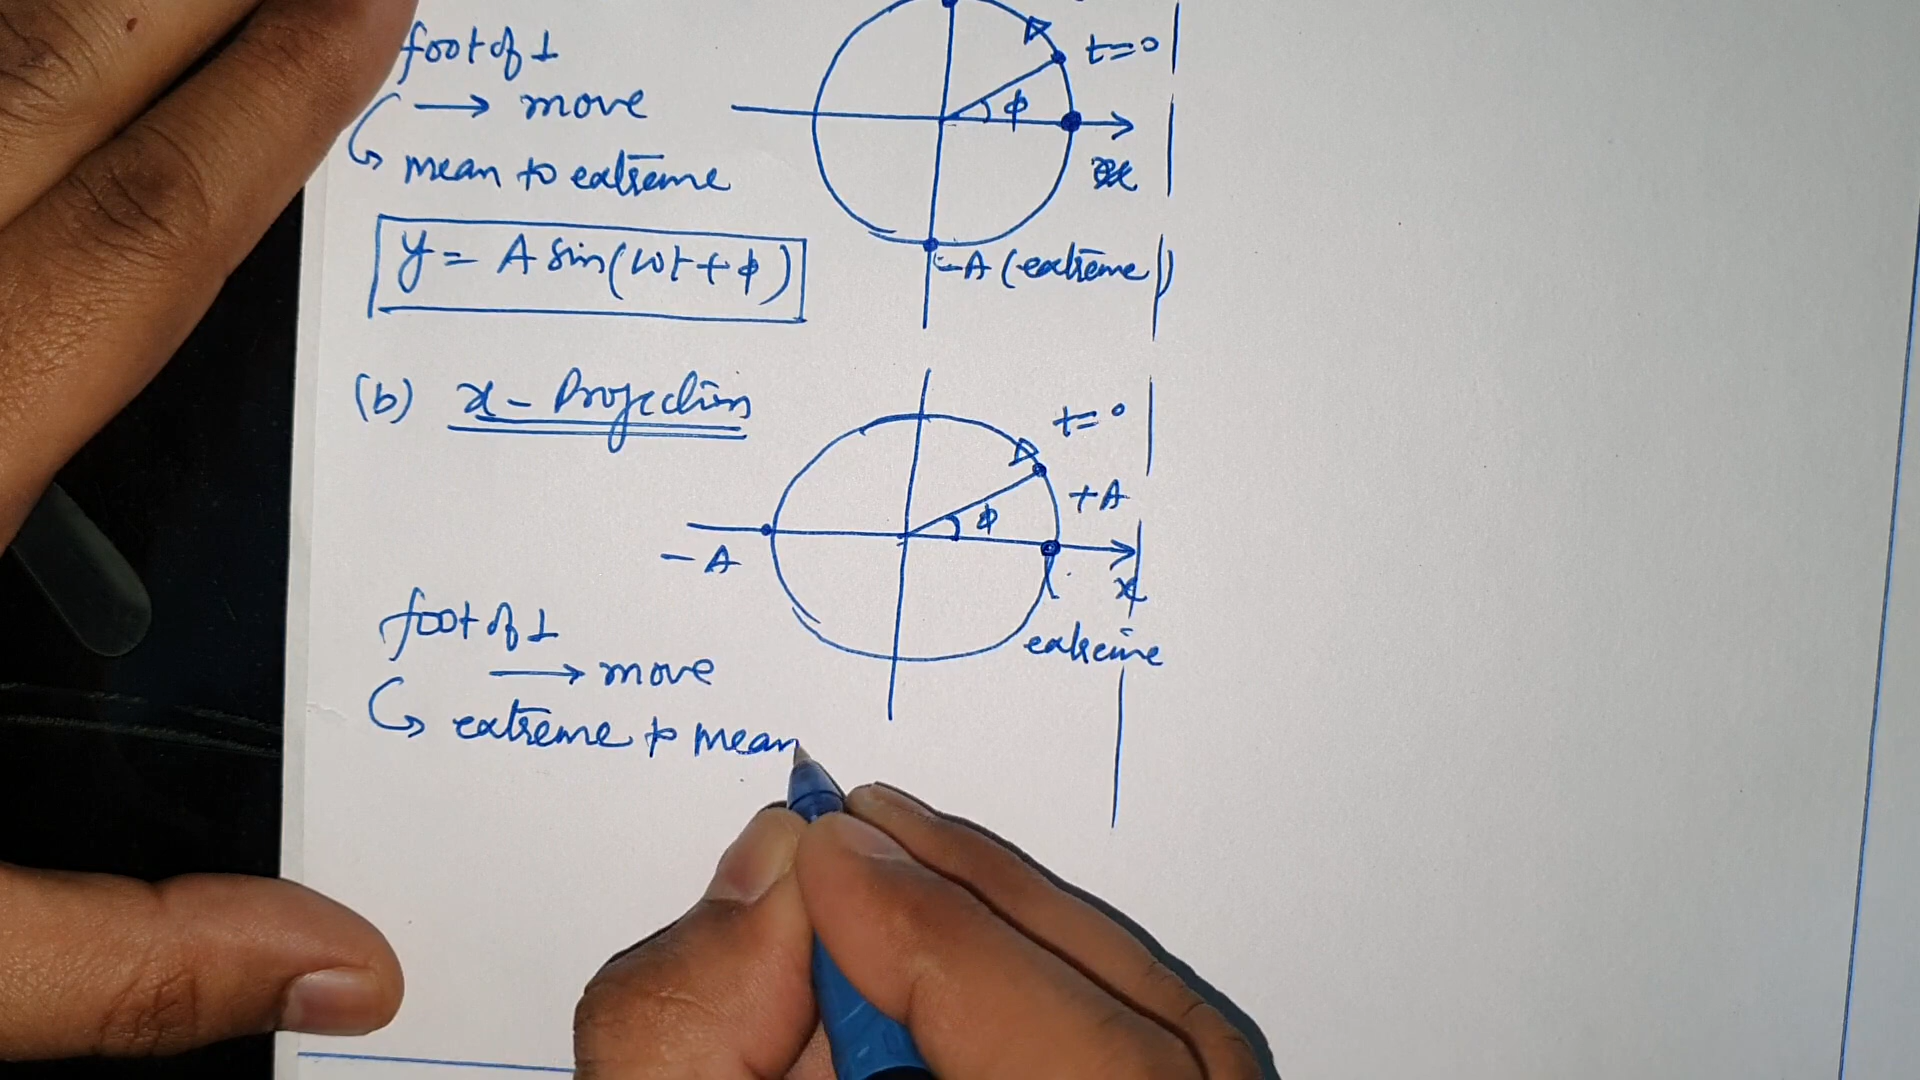 foot of ⊥
→ move
mean to extreme
y = A sin(ωt + ϕ)
t=0
ϕ
x
-A (extreme)
(b) x - Projection
t=0
+A
ϕ
-A
x
extreme
foot of ⊥
→ move
extreme to mean